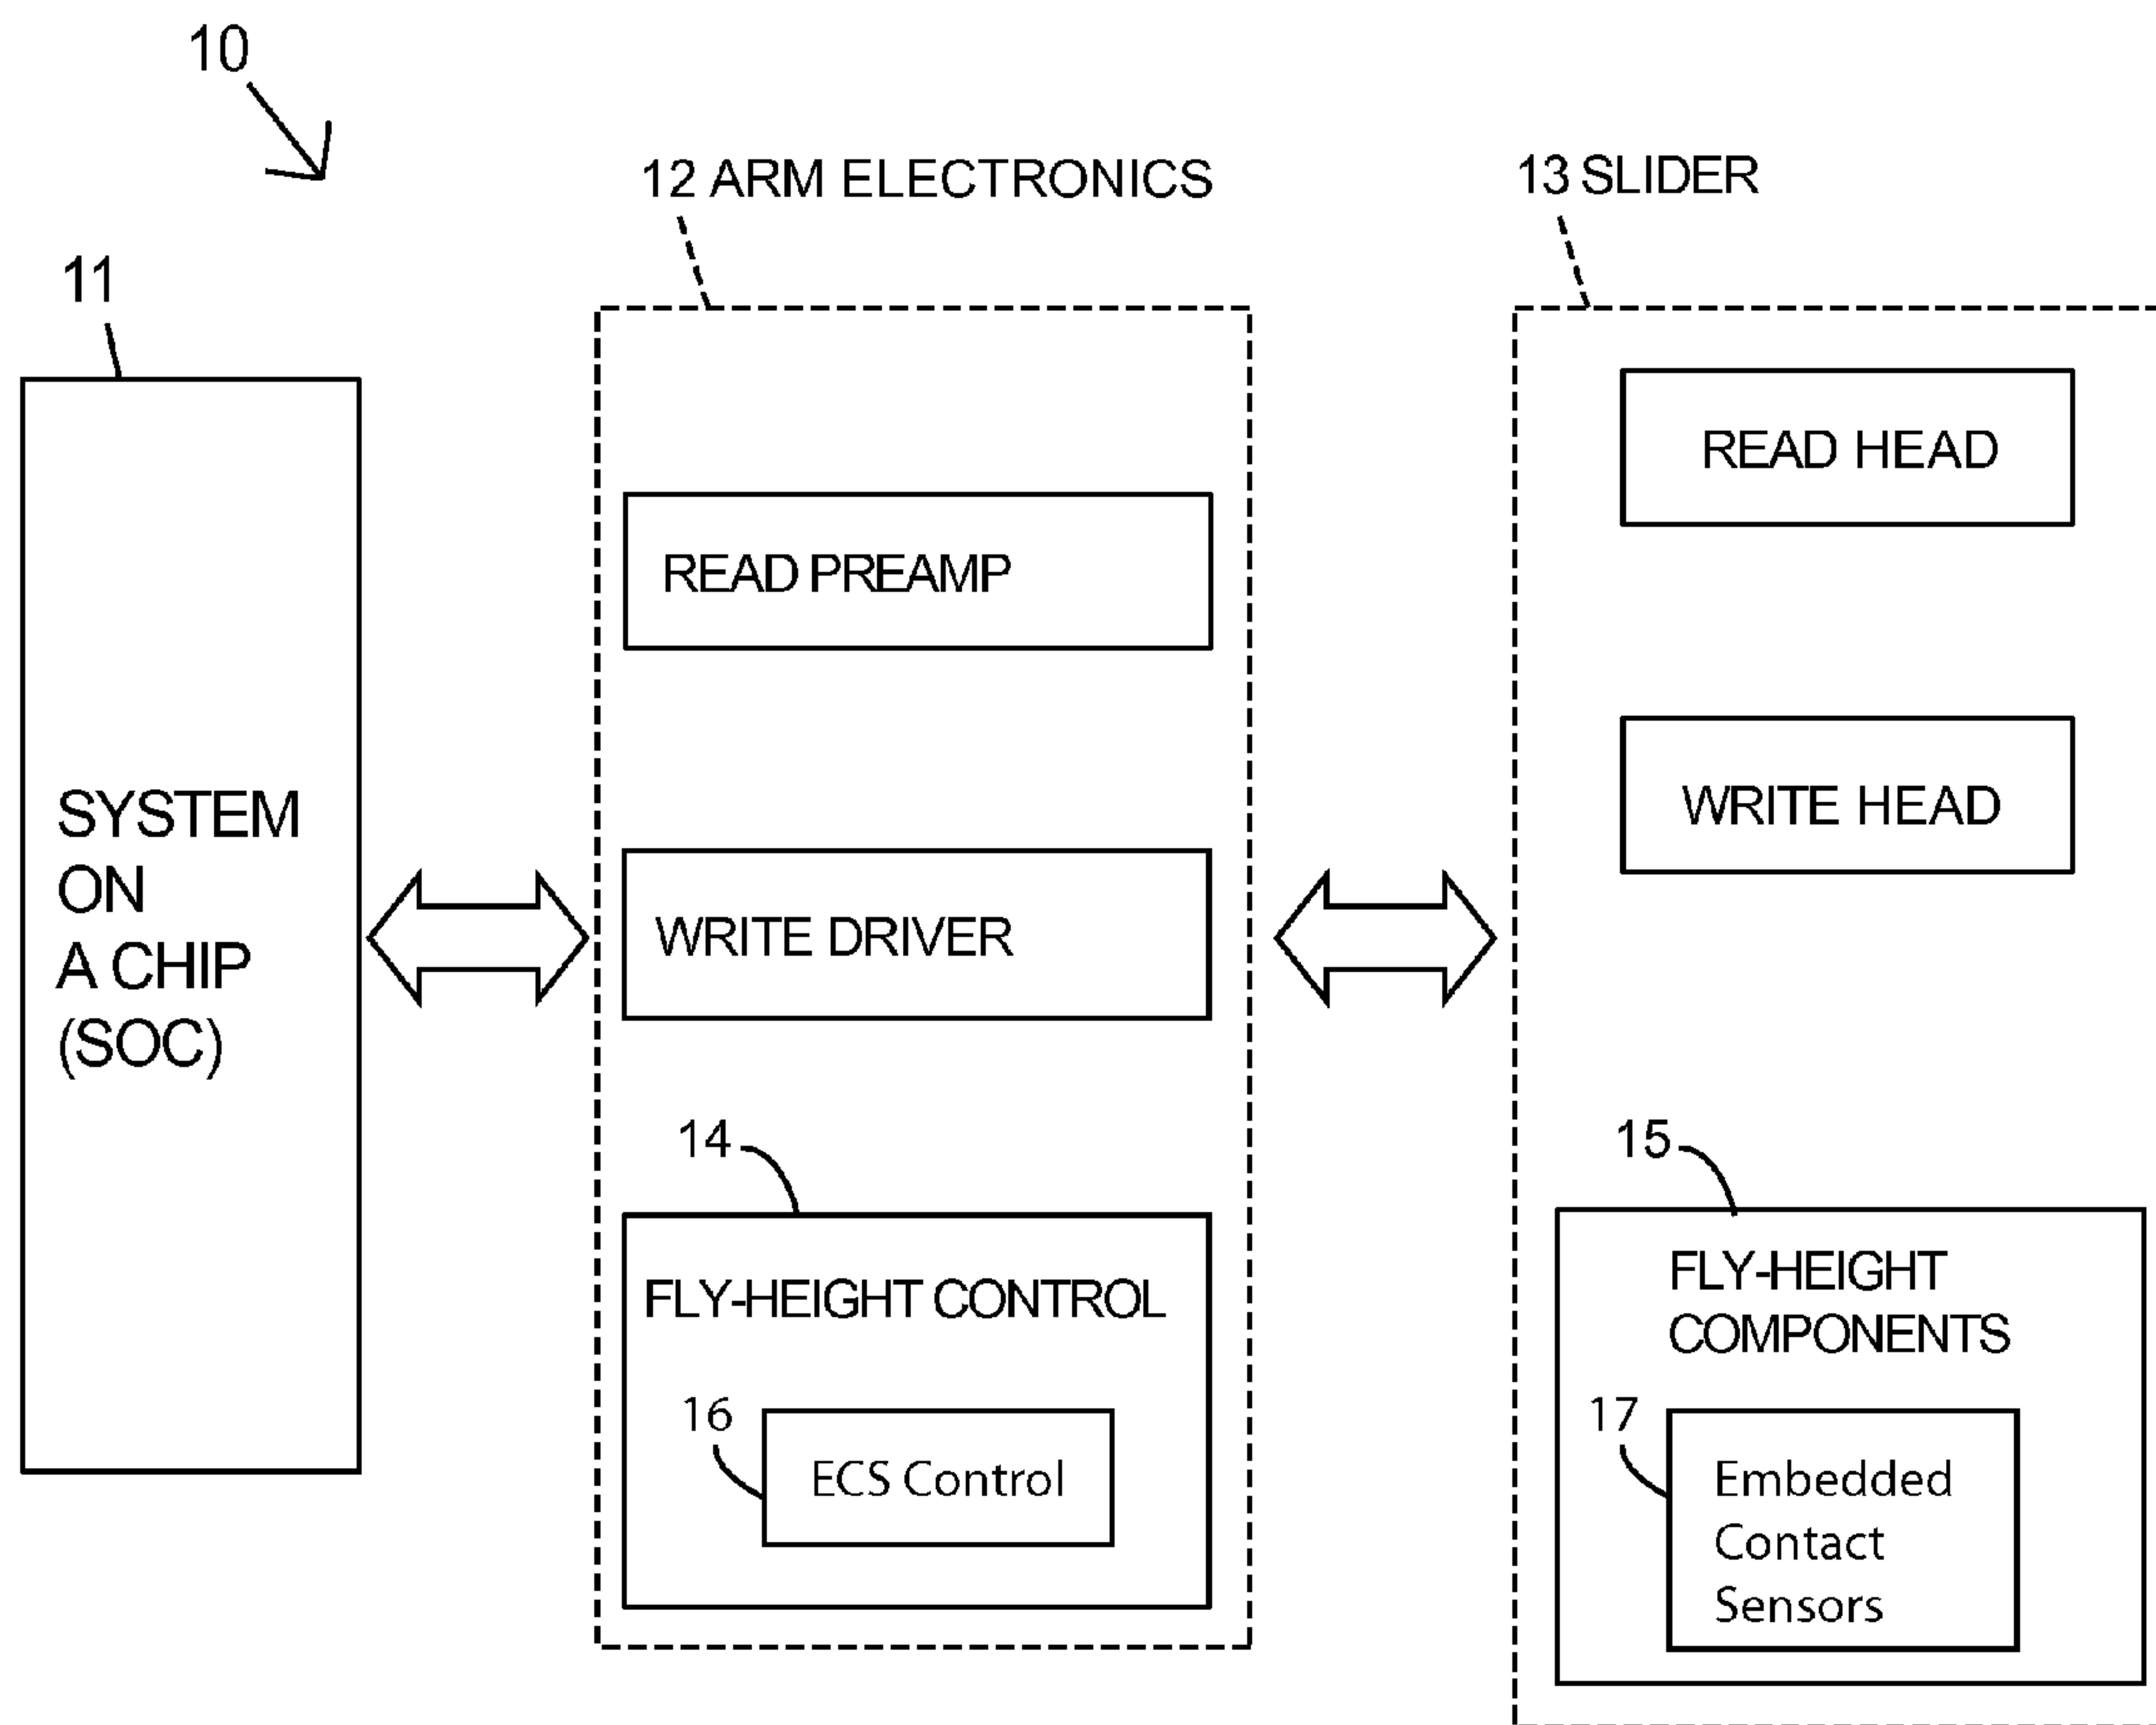 10
12 ARM ELECTRONICS
13 SLIDER
11
SYSTEM
ON
A CHIP
(SOC)
READ PREAMP
WRITE DRIVER
14
FLY-HEIGHT CONTROL
16
ECS Control
READ HEAD
WRITE HEAD
15
FLY-HEIGHT
COMPONENTS
17
Embedded
Contact
Sensors